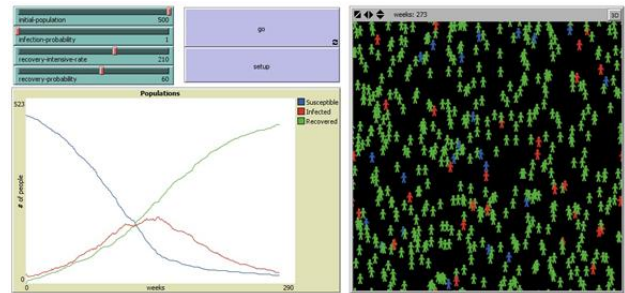 initial-population 500
infection-probability 1
recovery-intensive-rate 210
recovery-probability 60
go
setup
weeks: 273
3D
Populations
523
# of people
0
weeks
290
Susceptible
Infected
Recovered